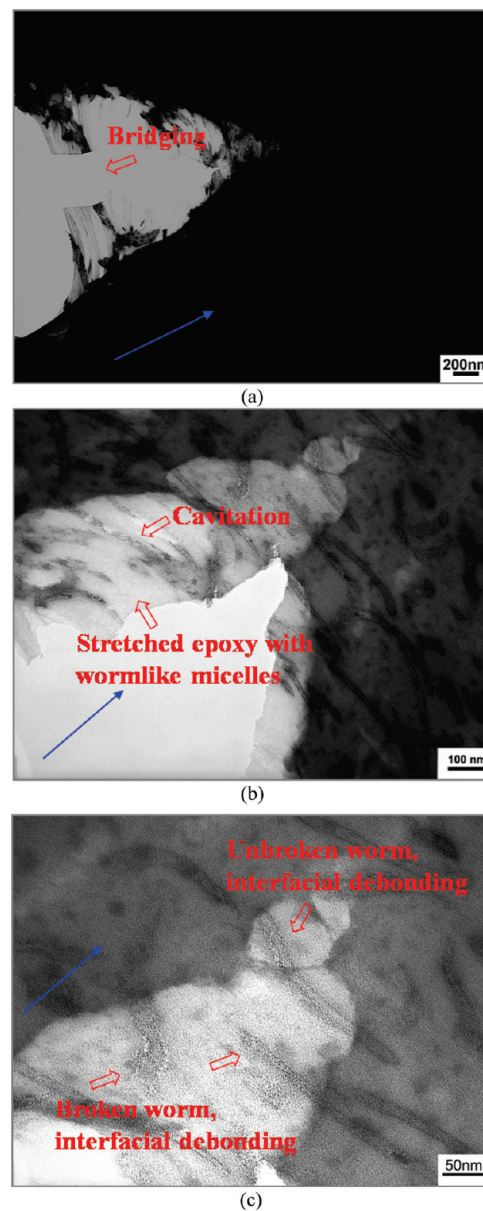 Bridging
200nm
(a)
Cavitation
Stretched epoxy with
wormlike micelles
100 nm
(b)
Unbroken worm,
interfacial debonding
Broken worm,
interfacial debonding
50nm
(c)